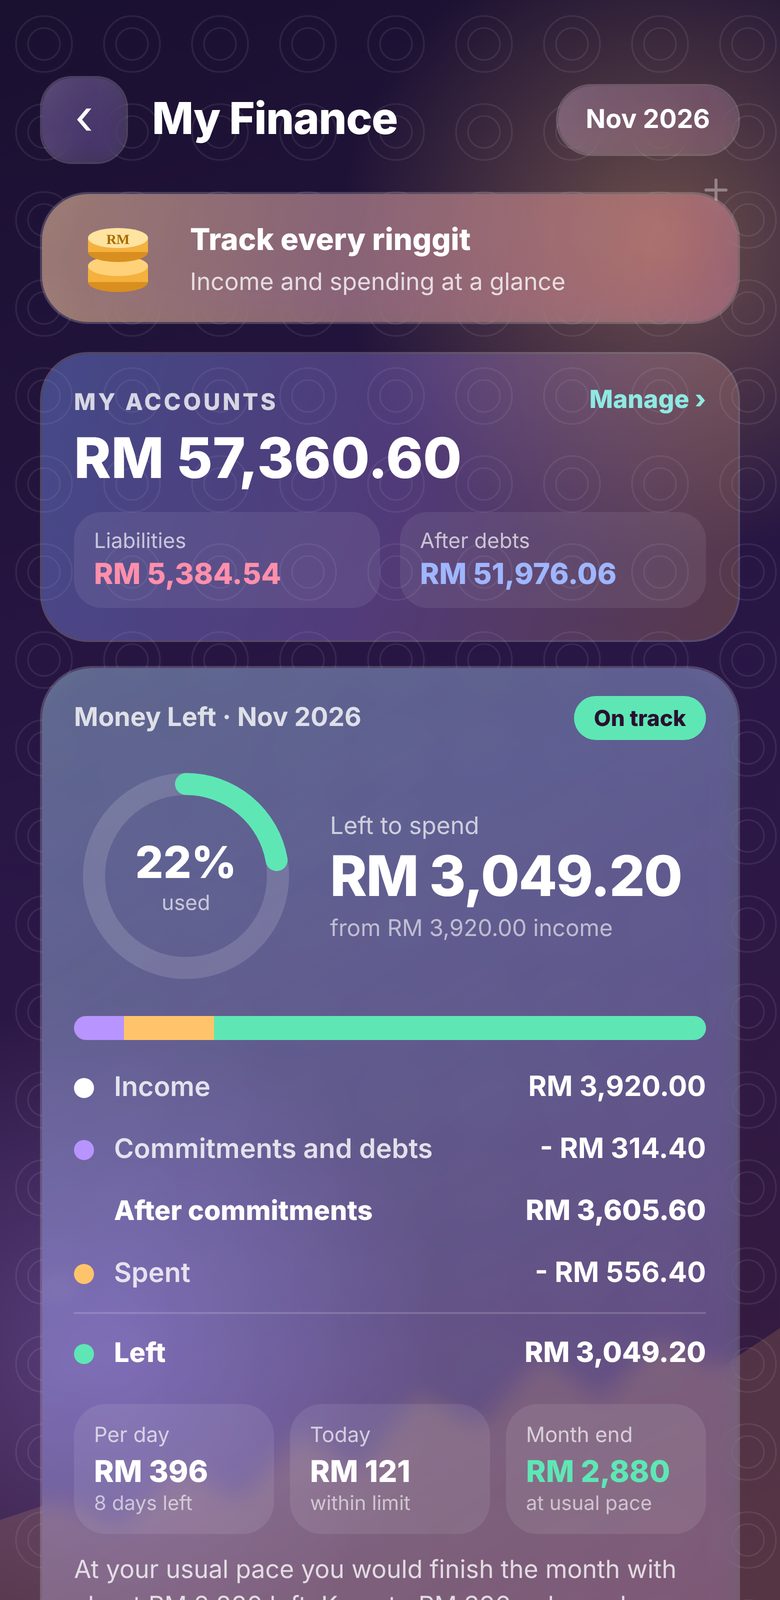 ‹ My Finance Nov 2026
RM
Track every ringgit
Income and spending at a glance
MY ACCOUNTS Manage ›
RM 57,360.60
Liabilities After debts
RM 5,384.54 RM 51,976.06
Money Left · Nov 2026 On track
22%
used
Left to spend
RM 3,049.20
from RM 3,920.00 income
Income RM 3,920.00
Commitments and debts - RM 314.40
After commitments RM 3,605.60
Spent - RM 556.40
Left RM 3,049.20
Per day Today Month end
RM 396 RM 121 RM 2,880
8 days left within limit at usual pace
At your usual pace you would finish the month with